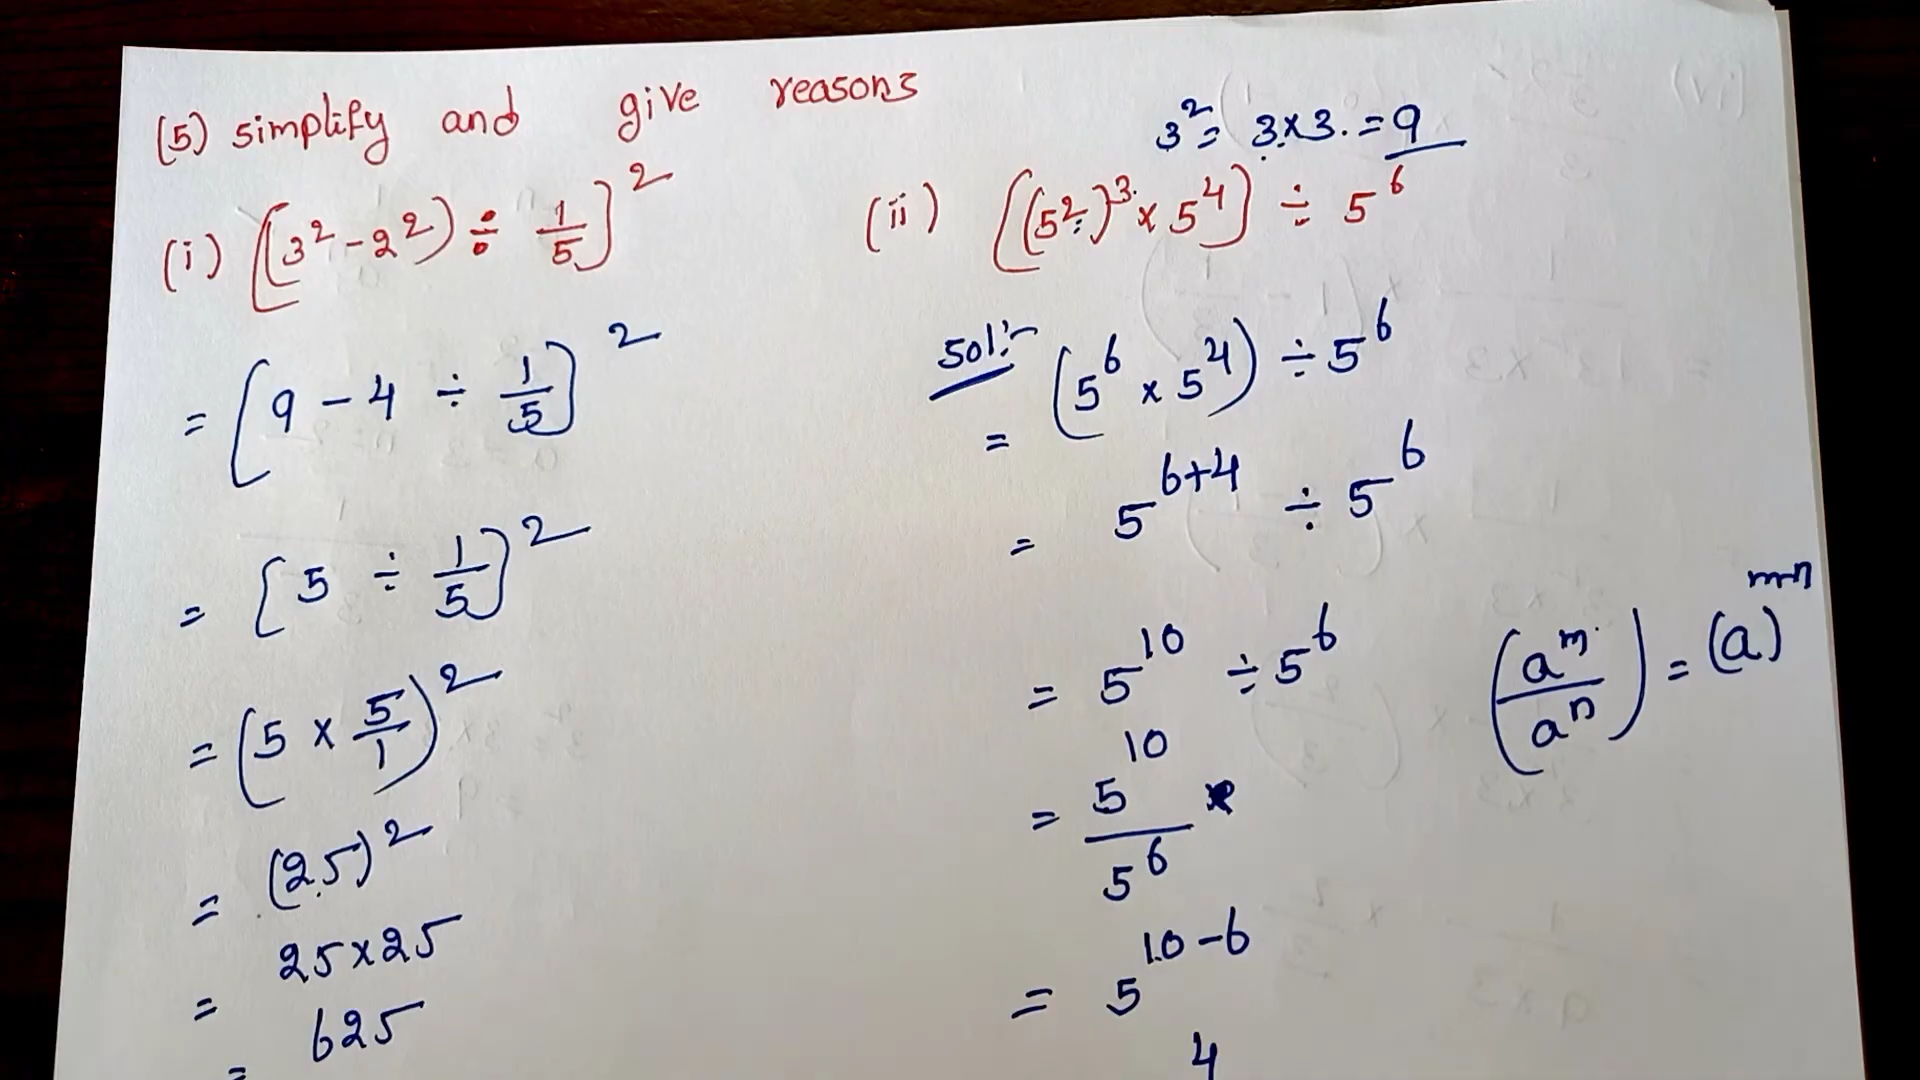 (5) simplify and give reasons
3² = 3×3. = 9
(i) [(3² - 2²) ÷ 1/5]²
= [9 - 4 ÷ 1/5]²
= [5 ÷ 1/5]²
= (5 × 5/1)²
= (25)²
= 25×25
= 625
=
(ii) [(5²)³ × 5⁴] ÷ 5⁶
Sol:- (5⁶ × 5⁴) ÷ 5⁶
= 5⁶⁺⁴ ÷ 5⁶
= 5¹⁰ ÷ 5⁶
(aᵐ/aⁿ) = (a)ᵐ⁻ⁿ
= 5¹⁰/5⁶
= 5¹⁰⁻⁶
4